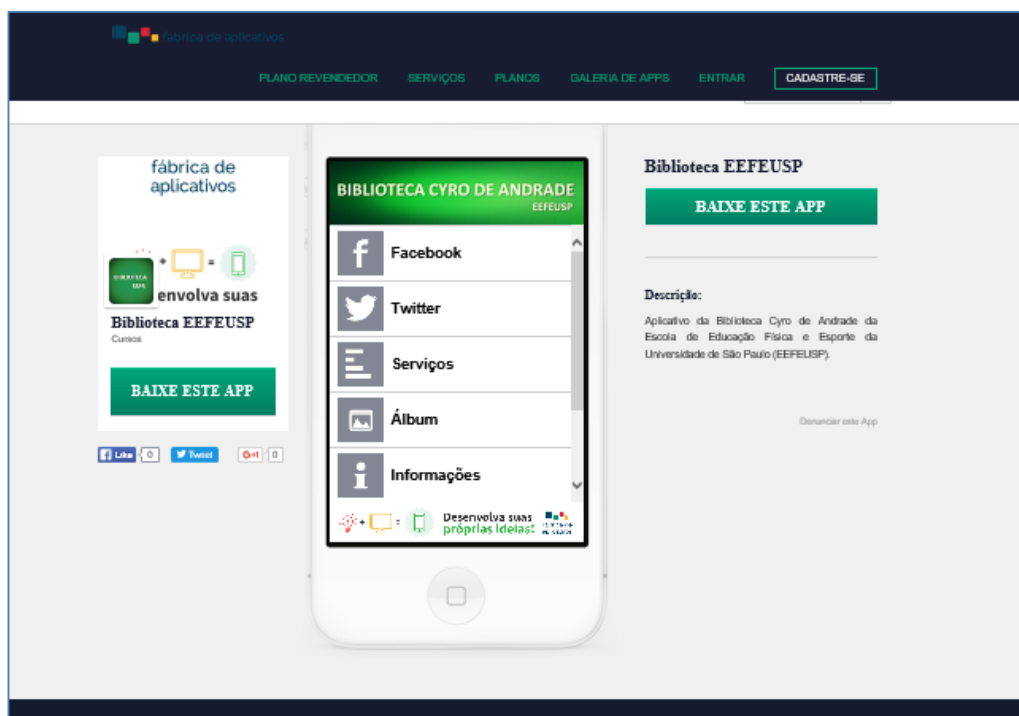 fábrica de aplicativos
PLANO REVENDEDOR SERVIÇOS PLANOS GALERIA DE APPS ENTRAR CADASTRE-SE
fábrica de
aplicativos
+ =
envolva suas
Biblioteca EEFEUSP
Cursos
BAIXE ESTE APP
Like 0 Tweet G+1 0
BIBLIOTECA CYRO DE ANDRADE
EEFEUSP
Facebook
Twitter
Serviços
Álbum
Informações
+ =
Desenvolva suas
próprias ideias!
Biblioteca EEFEUSP
BAIXE ESTE APP
Descrição:
Aplicativo da Biblioteca Cyro de Andrade da
Escola de Educação Física e Esporte da
Universidade de São Paulo (EEFEUSP).
Denunciar este App